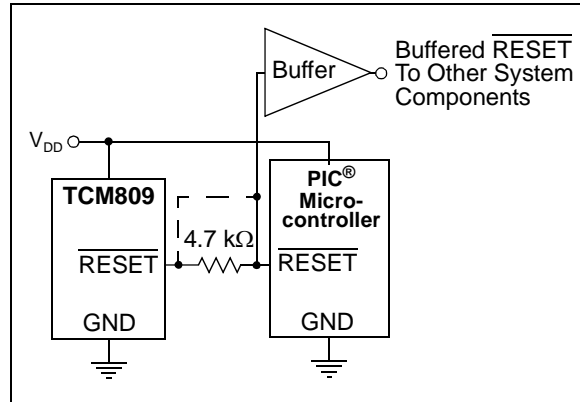 Buffer
Buffered RESET
To Other System
Components
VDD
TCM809
PIC®
Micro-
controller
4.7 kΩ
RESET
RESET
GND
GND